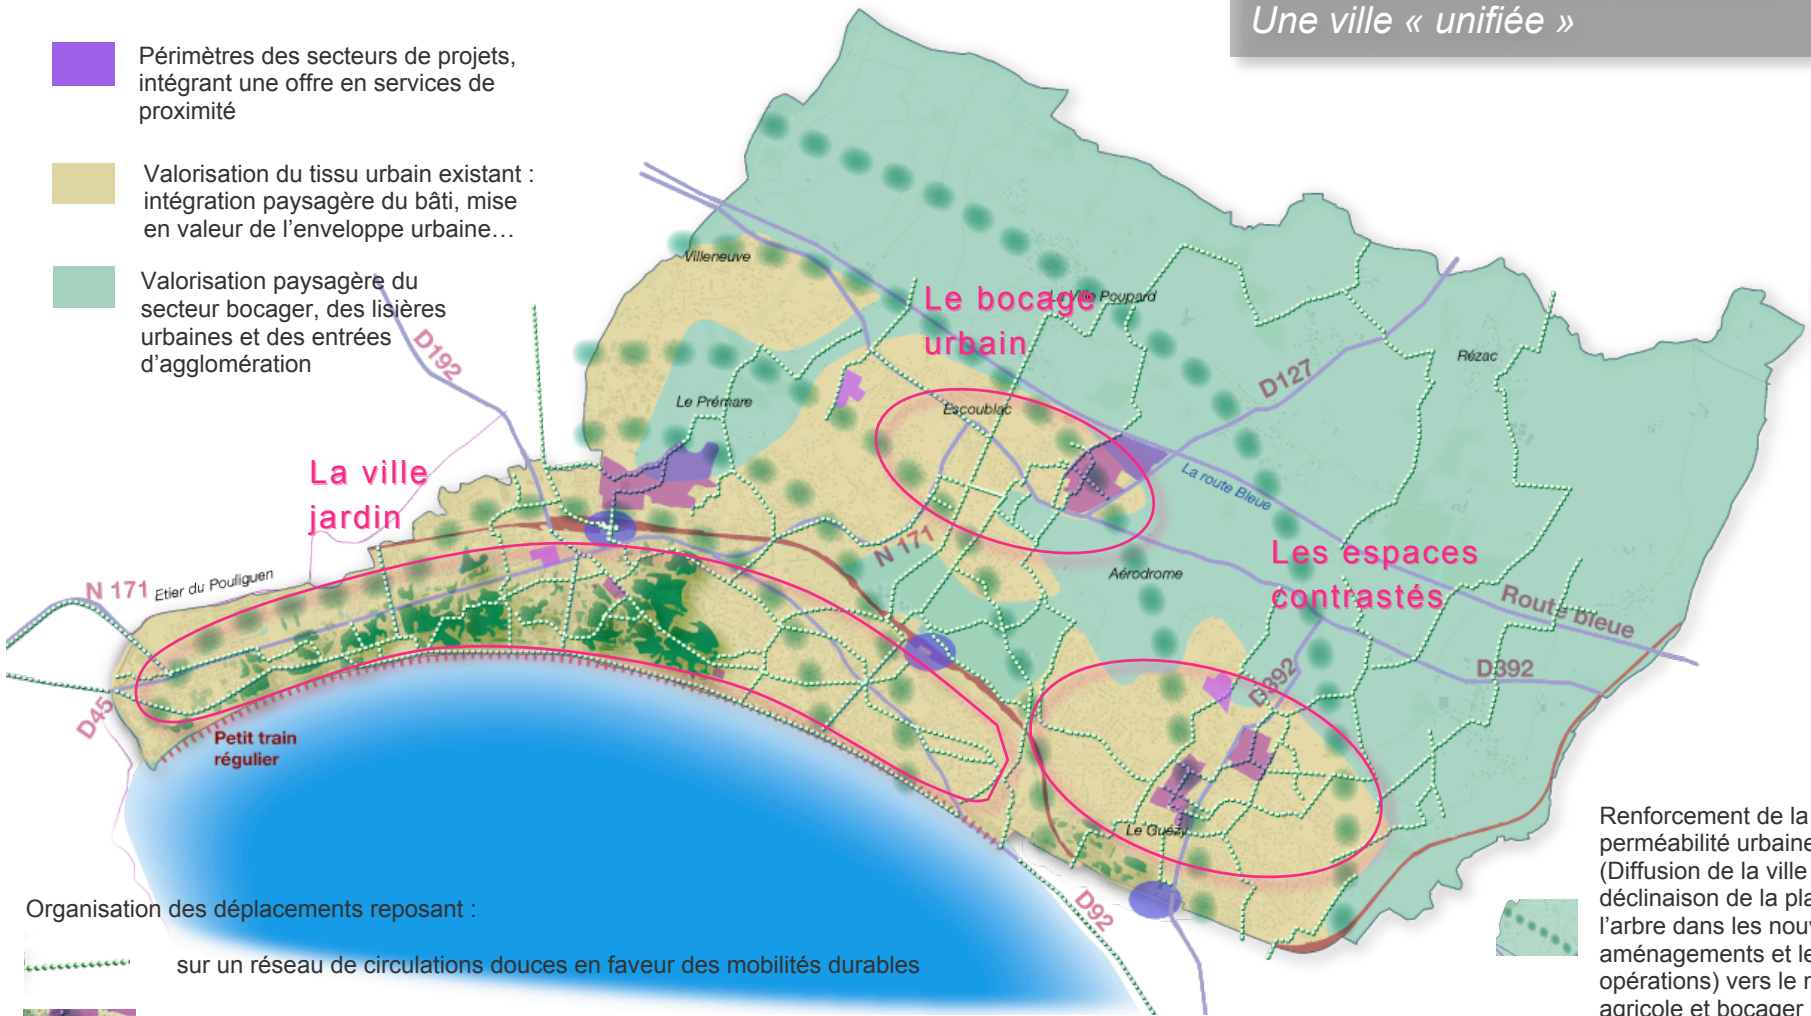 Une ville « unifiée »
Périmètres des secteurs de projets,
intégrant une offre en services de
proximité
Valorisation du tissu urbain existant :
intégration paysagère du bâti, mise
en valeur de l’enveloppe urbaine…
Valorisation paysagère du
secteur bocager, des lisières
urbaines et des entrées
d’agglomération
Villeneuve
La Ville Poupard
Le bocage
urbain
Rézac
D192
D127
Le Prémare
Escoublac
La route Bleue
La ville
jardin
N 171
Les espaces
contrastés
Aérodrome
N 171
Etier du Pouliguen
Route bleue
D392
D392
D45
Petit train
régulier
Le Guézy
D92
Renforcement de la
perméabilité urbaine
(Diffusion de la ville
déclinaison de la
l’arbre dans les
aménagements et
opérations) vers le
agricole et bocager
Organisation des déplacements reposant :
sur un réseau de circulations douces en faveur des mobilités durables